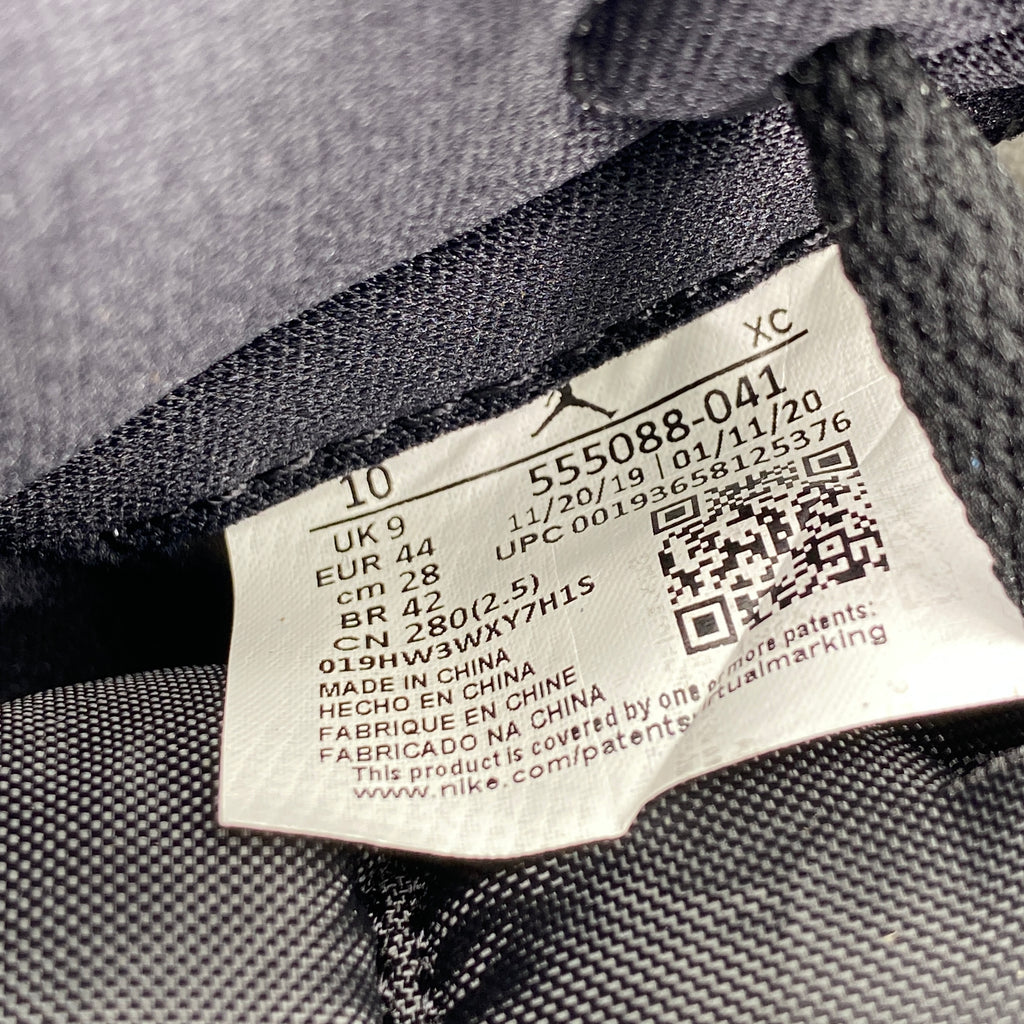 10 XC
UK 9
EUR 44
cm 28
BR 42
CN 280(2.5)
555088-041
11/20/19 | 01/11/20
UPC 00193658125376
019HW3WXY7H1S
MADE IN CHINA
HECHO EN CHINA
FABRIQUE EN CHINE
FABRICADO NA CHINA
This product is covered by one or more patents:
www.nike.com/patents tualmarking